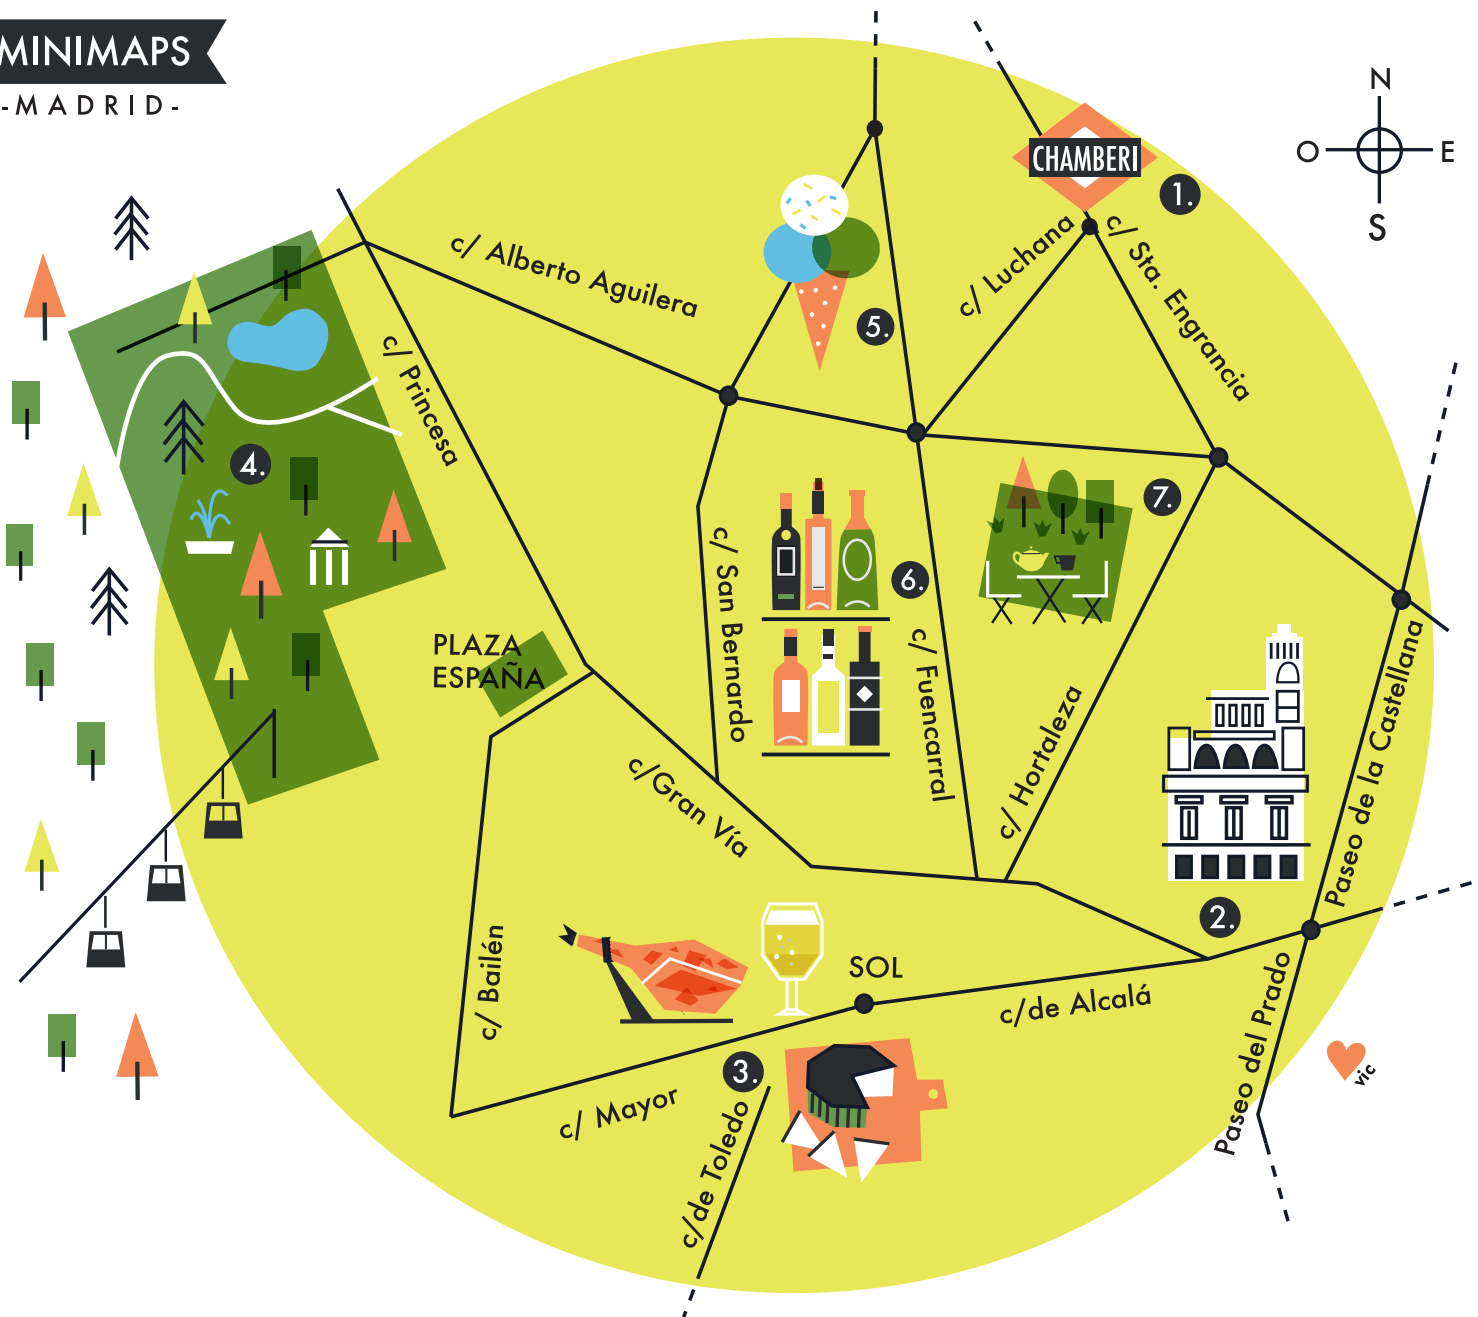 MINIMAPS
-MADRID-
N
O
E
S
CHAMBERI
1.
c/ Luchana
c/ Sta. Engrancia
c/ Alberto Aguilera
5.
c/ Princesa
4.
7.
6.
c/ San Bernardo
c/ Fuencarral
PLAZA
ESPAÑA
c/ Hortaleza
Paseo de la Castellana
c/Gran Vía
2.
c/ Bailén
SOL
c/de Alcalá
3.
c/ Mayor
c/de Toledo
Paseo del Prado
vic